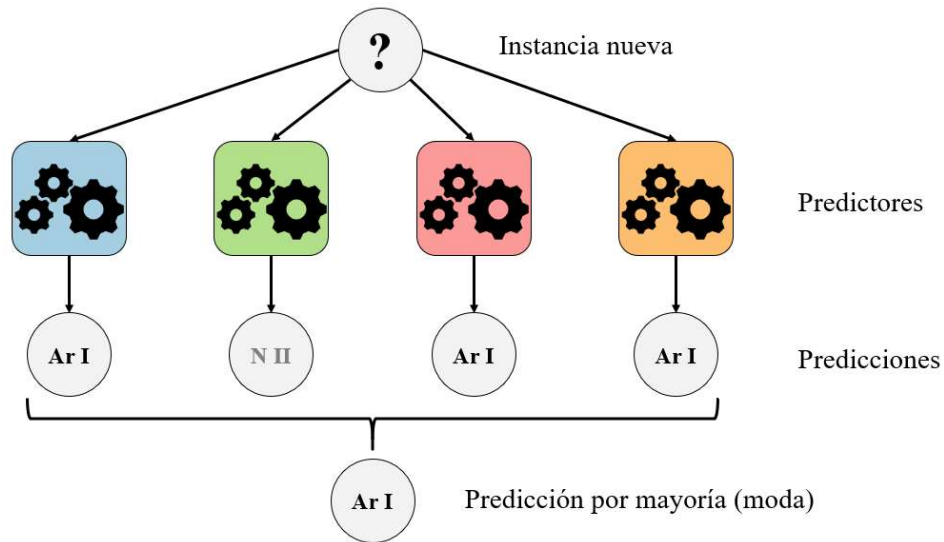 ?
Instancia nueva
Predictores
Ar I
N II
Ar I
Ar I
Predicciones
Ar I
Predicción por mayoría (moda)